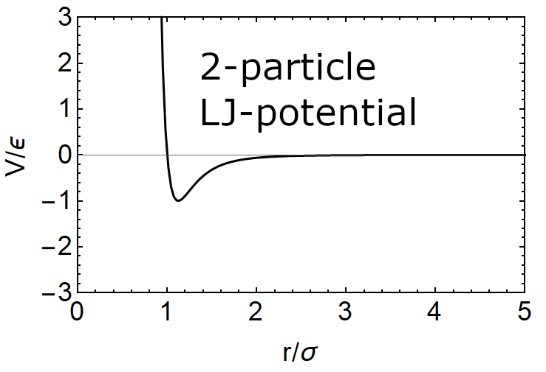 3
2
1
0
−1
−2
−3
V/ϵ
2-particle
LJ-potential
0 1 2 3 4 5
r/σ